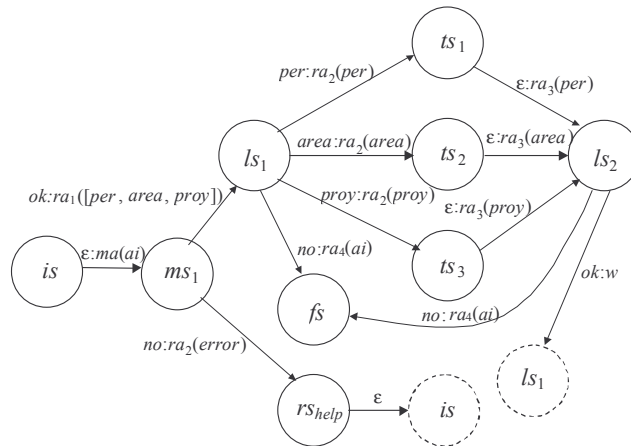 ts₁
per:ra₂(per)
ε:ra₃(per)
ls₁
area:ra₂(area)
ts₂
ε:ra₃(area)
ls₂
ok:ra₁([per, area, proy])
proy:ra₂(proy)
ε:ra₃(proy)
is
ε:ma(ai)
ms₁
no:ra₄(ai)
ts₃
ok:w
fs
no:ra₄(ai)
no:ra₂(error)
ls₁
rs_help
ε
is